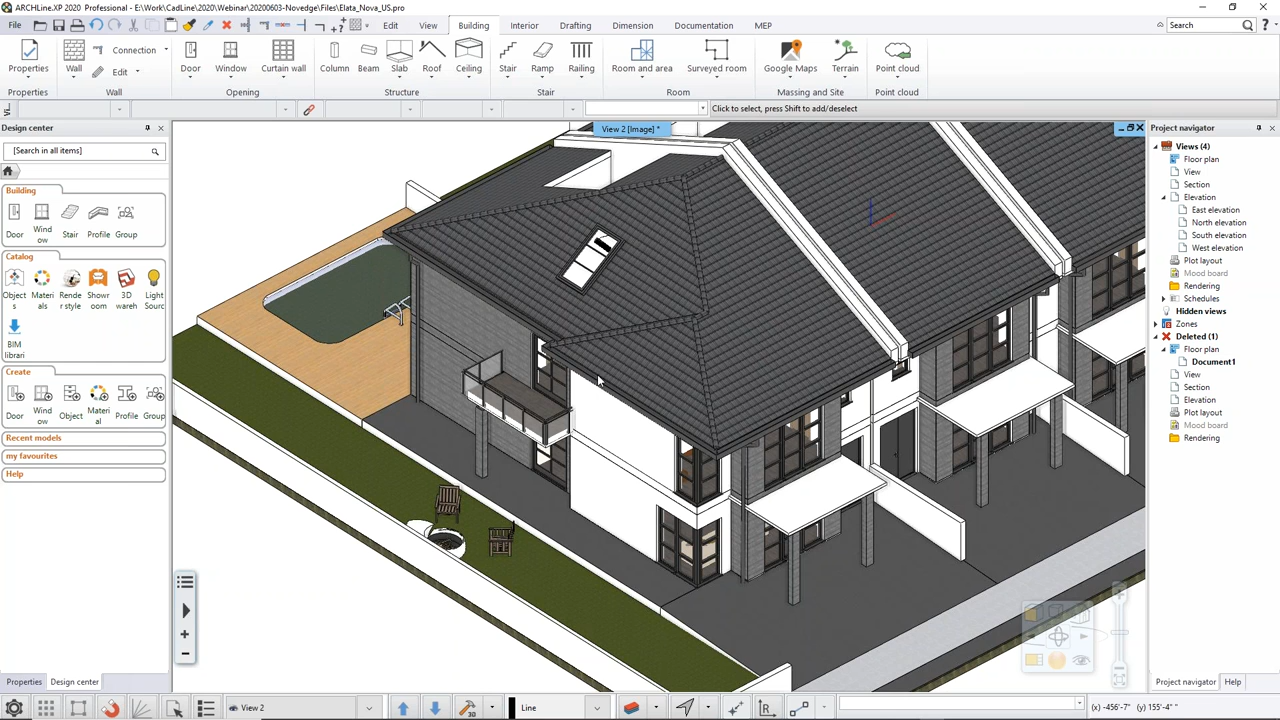 ARCHLine.XP 2020 Professional - E:\Work\CadLine\2020\Webinar\20200603-Novedge\Files\Elata_Nova_US.pro
File Edit View Building Interior Drafting Dimension Documentation MEP Search
Properties Wall Connection Edit Door Window Curtain wall Column Beam Slab Roof Ceiling Stair Ramp Railing Room and area Surveyed room Google Maps Terrain Point cloud
Properties Wall Opening Structure Stair Room Massing and Site Point cloud
Click to select, press Shift to add/deselect
Design center
View 2 [Image] *
Project navigator
[Search in all items]
Building
Door Wind ow Stair Profile Group
Catalog
Object s Materi als Rende r style Showr oom 3D wareh Light Sourc
BIM librari
Create
Door Wind ow Object Materi al Profile Group
Recent models
my favourites
Help
Views (4)
Floor plan
View
Section
Elevation
East elevation
North elevation
South elevation
West elevation
Plot layout
Mood board
Rendering
Schedules
Hidden views
Zones
Deleted (1)
Floor plan
Document1
View
Section
Elevation
Plot layout
Mood board
Rendering
Properties Design center
Project navigator Help
View 2 Line (x) -456'-7" (y) 155'-4"